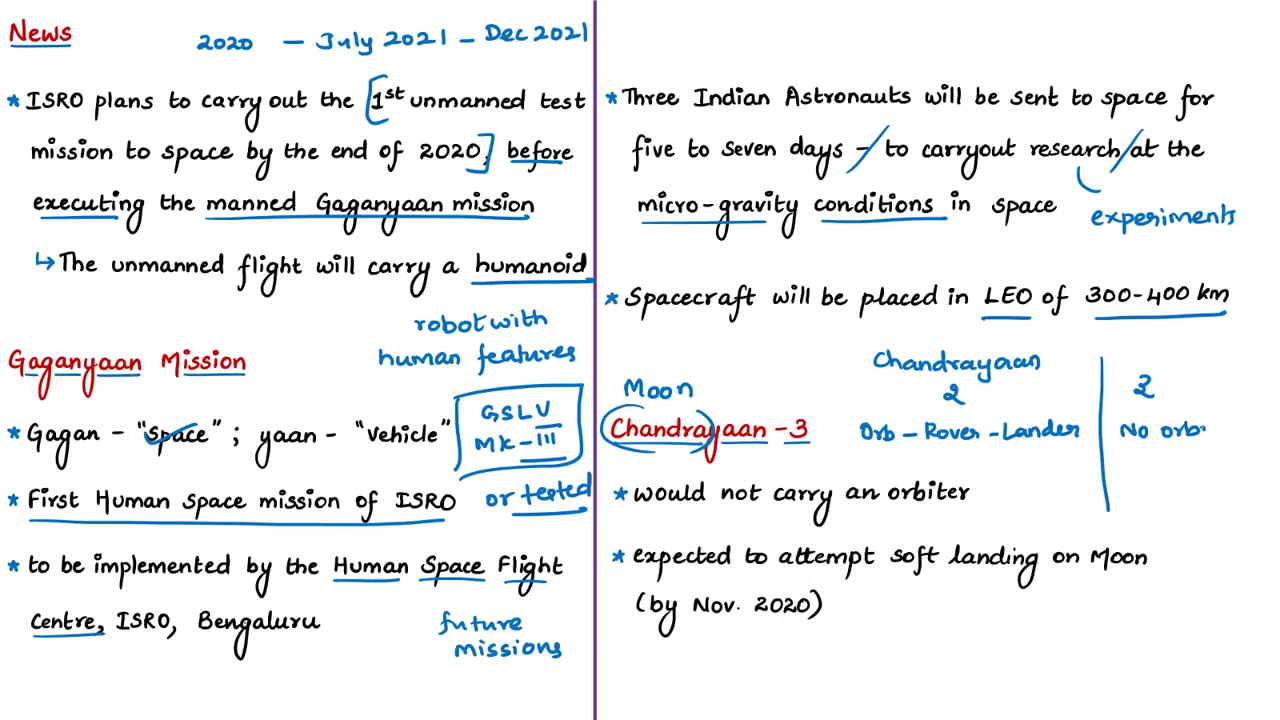 News
2020 - July 2021 - Dec 2021
* ISRO plans to carry out the [1st unmanned test
mission to space by the end of 2020,] before
executing the manned Gaganyaan mission
↳ The unmanned flight will carry a humanoid
robot with
human features
Gaganyaan Mission
GSLV
MK-III
* Gagan - "Space" ; yaan - "Vehicle"
* First Human space mission of ISRO
or tested
* to be implemented by the Human Space Flight
Centre, ISRO, Bengaluru
future
missions
* Three Indian Astronauts will be sent to space for
five to seven days - to carryout research at the
micro-gravity conditions in space
experiments
* Spacecraft will be placed in LEO of 300-400 km
Chandrayaan
2
2
Moon
Chandrayaan -3
Orb - Rover - Lander
No orb
* would not carry an orbiter
* expected to attempt soft landing on Moon
(by Nov. 2020)